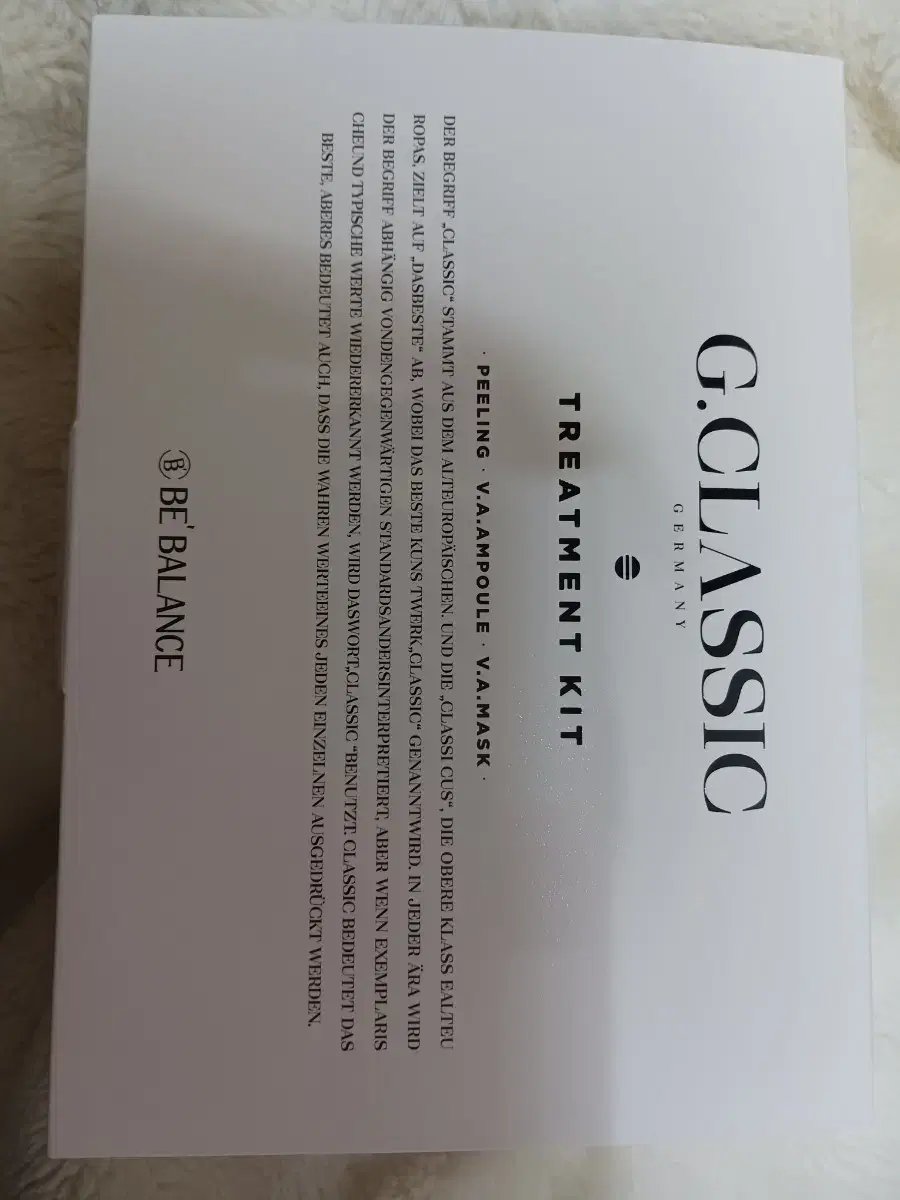 G.CLASSIC
GERMANY
TREATMENT KIT
· PEELING · V.A.AMPOULE · V.A.MASK ·
DER BEGRIFF „CLASSIC“ STAMMT AUS DEM ALTEUROPÄISCHEN. UND DIE „CLASSI CUS“, DIE OBERE KLASS EALTEU
ROPAS, ZIELT AUF „DASBESTE“ AB, WOBEI DAS BESTE KUNS TWERK„CLASSIC“ GENANNTWIRD. IN JEDER ÄRA WIRD
DER BEGRIFF ABHÄNGIG VONDENGEGENWÄRTIGEN STANDARDSANDERSINTERPRETIERT, ABER WENN EXEMPLARIS
CHEUND TYPISCHE WERTE WIEDERERKANNT WERDEN, WIRD DASWORT„CLASSIC “BENUTZT. CLASSIC BEDEUTET DAS
BESTE, ABERES BEDEUTET AUCH, DASS DIE WAHREN WERTEEINES JEDEN EINZELNEN AUSGEDRÜCKT WERDEN.
B' BE' BALANCE